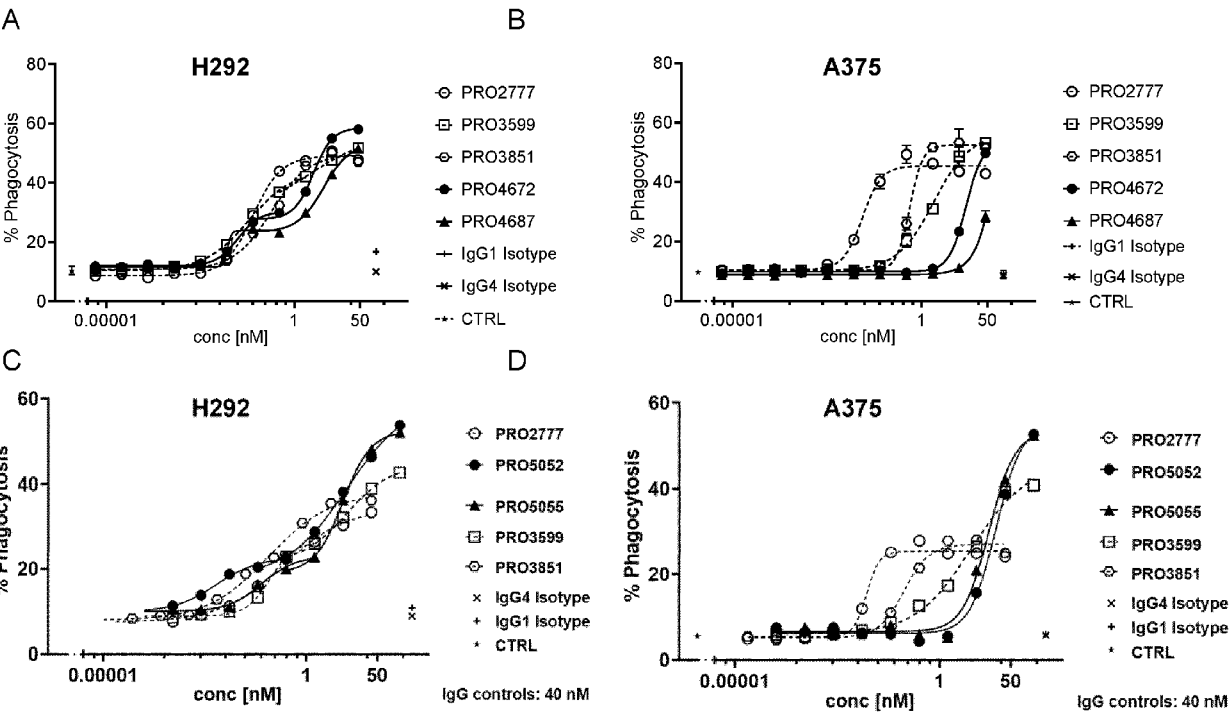 A
H292
80
60
40
20
0
% Phagocytosis
0.00001
1
50
conc [nM]
PRO2777
PRO3599
PRO3851
PRO4672
PRO4687
IgG1 Isotype
IgG4 Isotype
CTRL
B
A375
80
60
40
20
0
% Phagocytosis
0.00001
1
50
conc [nM]
PRO2777
PRO3599
PRO3851
PRO4672
PRO4687
IgG1 Isotype
IgG4 Isotype
CTRL
C
H292
60
40
20
0
% Phagocytosis
0.00001
1
50
conc [nM]
PRO2777
PRO5052
PRO5055
PRO3599
PRO3851
IgG4 Isotype
IgG1 Isotype
CTRL
IgG controls: 40 nM
D
A375
60
40
20
0
% Phagocytosis
0.00001
1
50
conc [nM]
PRO2777
PRO5052
PRO5055
PRO3599
PRO3851
IgG4 Isotype
IgG1 Isotype
CTRL
IgG controls: 40 nM